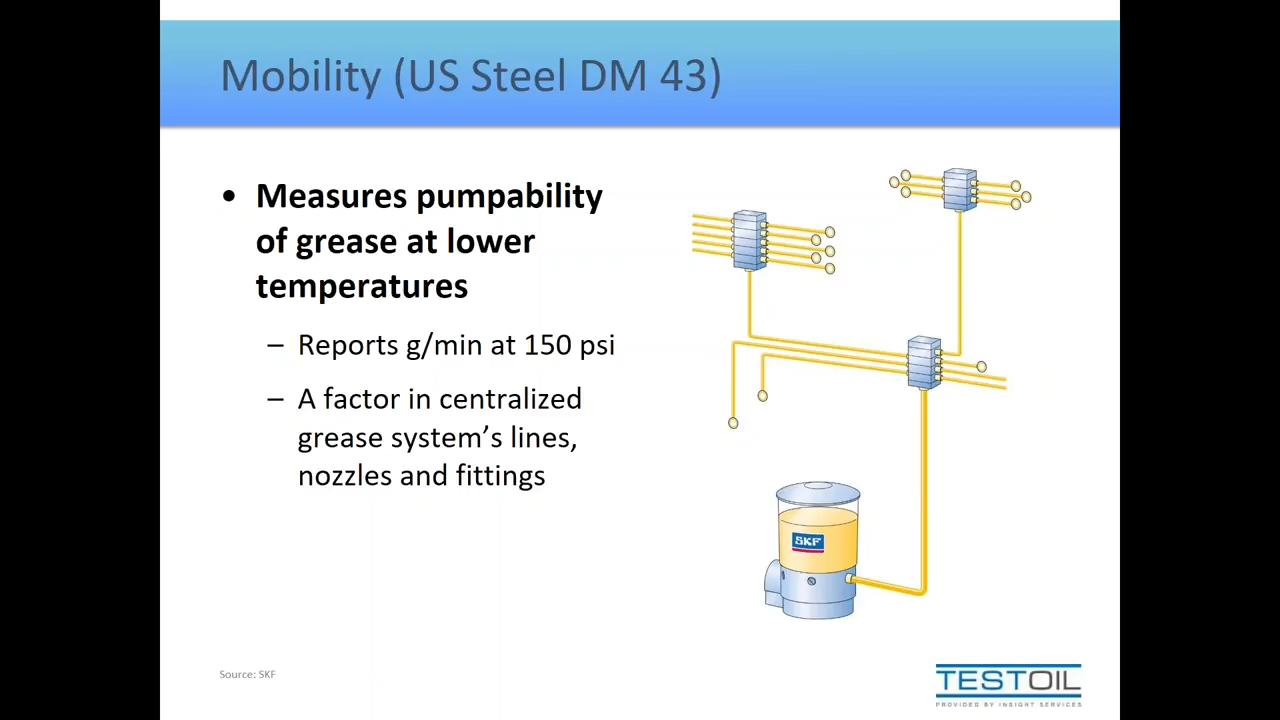 Mobility (US Steel DM 43)
• Measures pumpability
of grease at lower
temperatures
– Reports g/min at 150 psi
– A factor in centralized
grease system’s lines,
nozzles and fittings
SKF
Source: SKF
TESTOIL
PROVIDED BY INSIGHT SERVICES